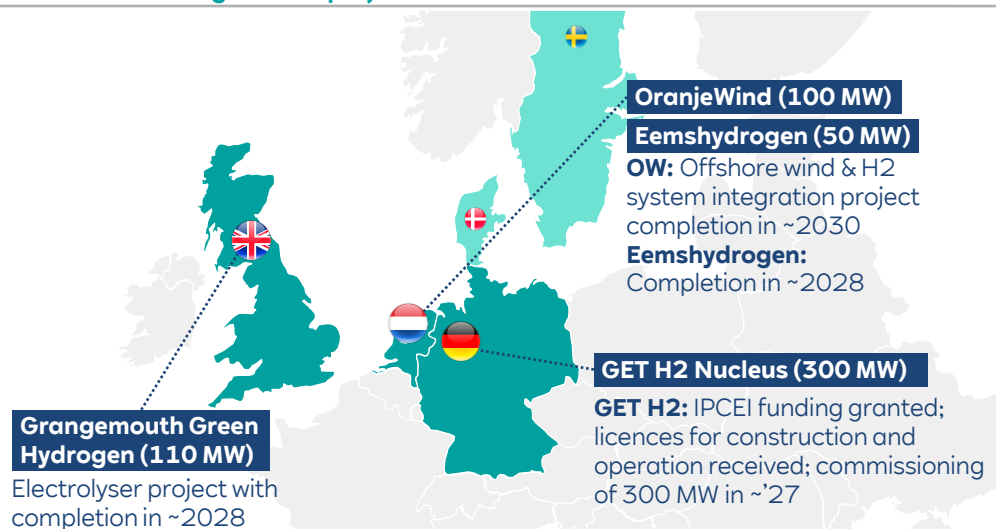 OranjeWind (100 MW)
Eemshydrogen (50 MW)
OW: Offshore wind & H2
system integration project
completion in ~2030
Eemshydrogen:
Completion in ~2028
GET H2 Nucleus (300 MW)
GET H2: IPCEI funding granted;
licences for construction and
operation received; commissioning
of 300 MW in ~'27
Grangemouth Green
Hydrogen (110 MW)
Electrolyser project with
completion in ~2028